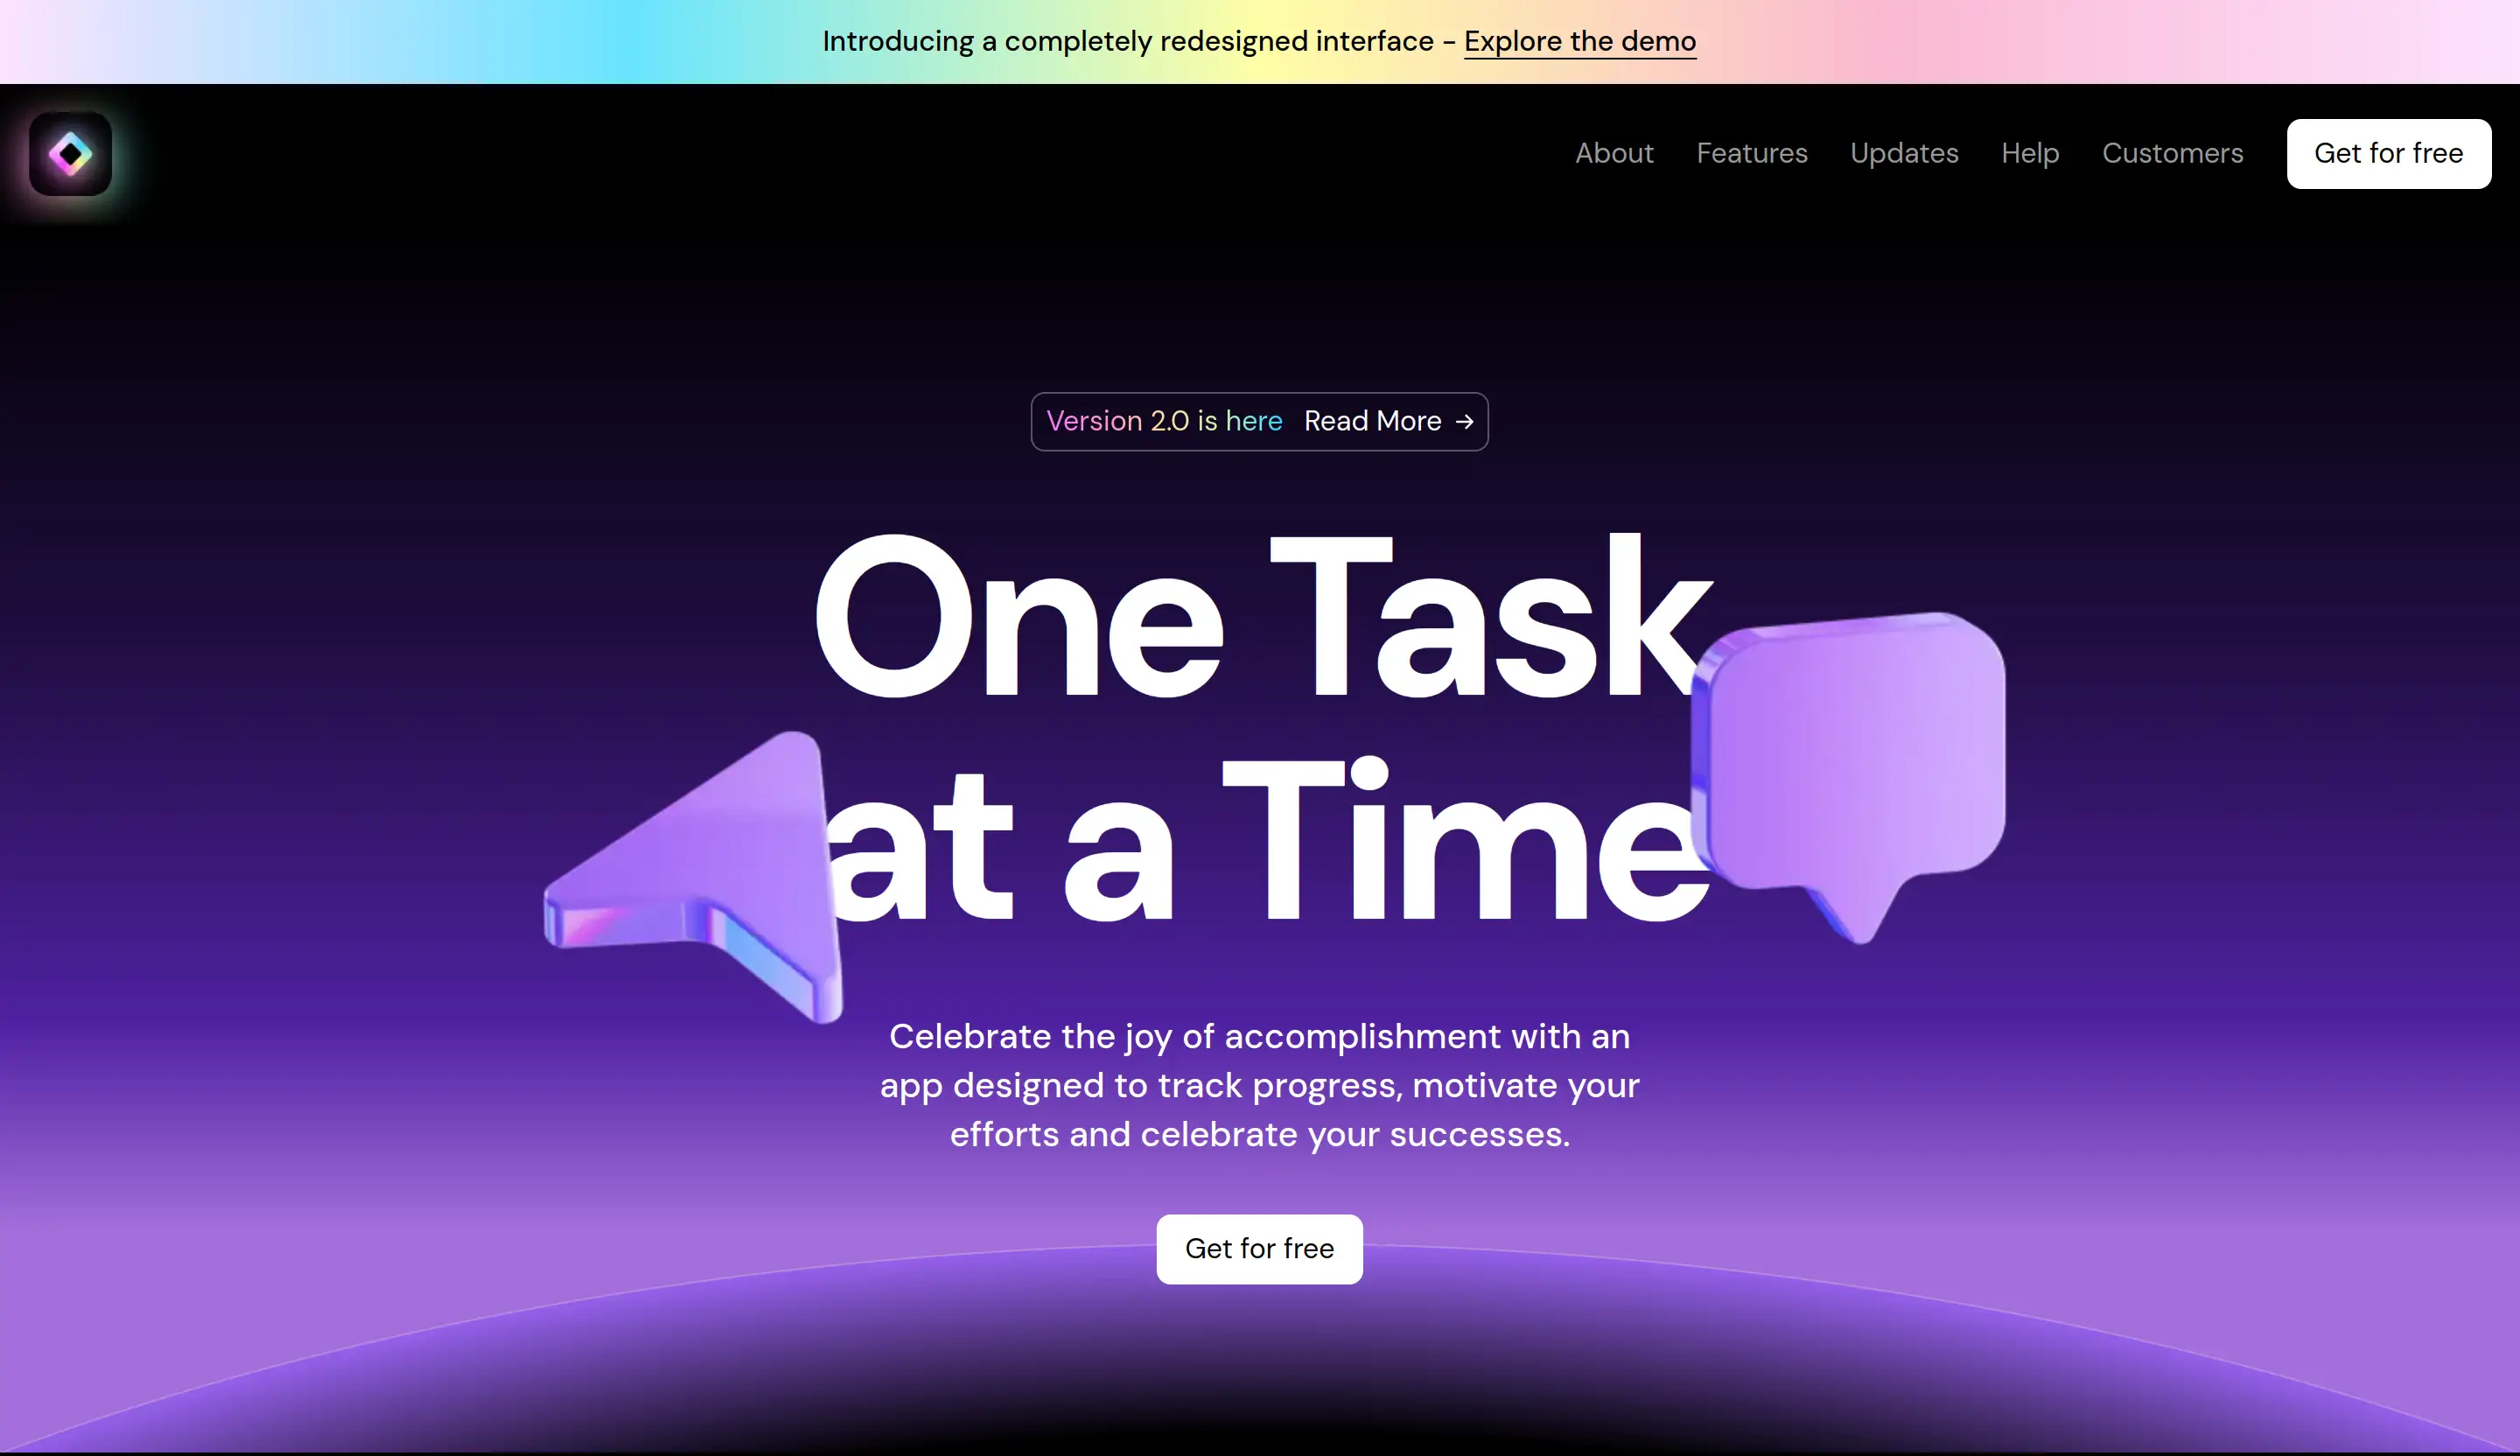 Introducing a completely redesigned interface – Explore the demo
About Features Updates Help Customers Get for free
Version 2.0 is here Read More →
One Task
at a Time
Celebrate the joy of accomplishment with an
app designed to track progress, motivate your
efforts and celebrate your successes.
Get for free